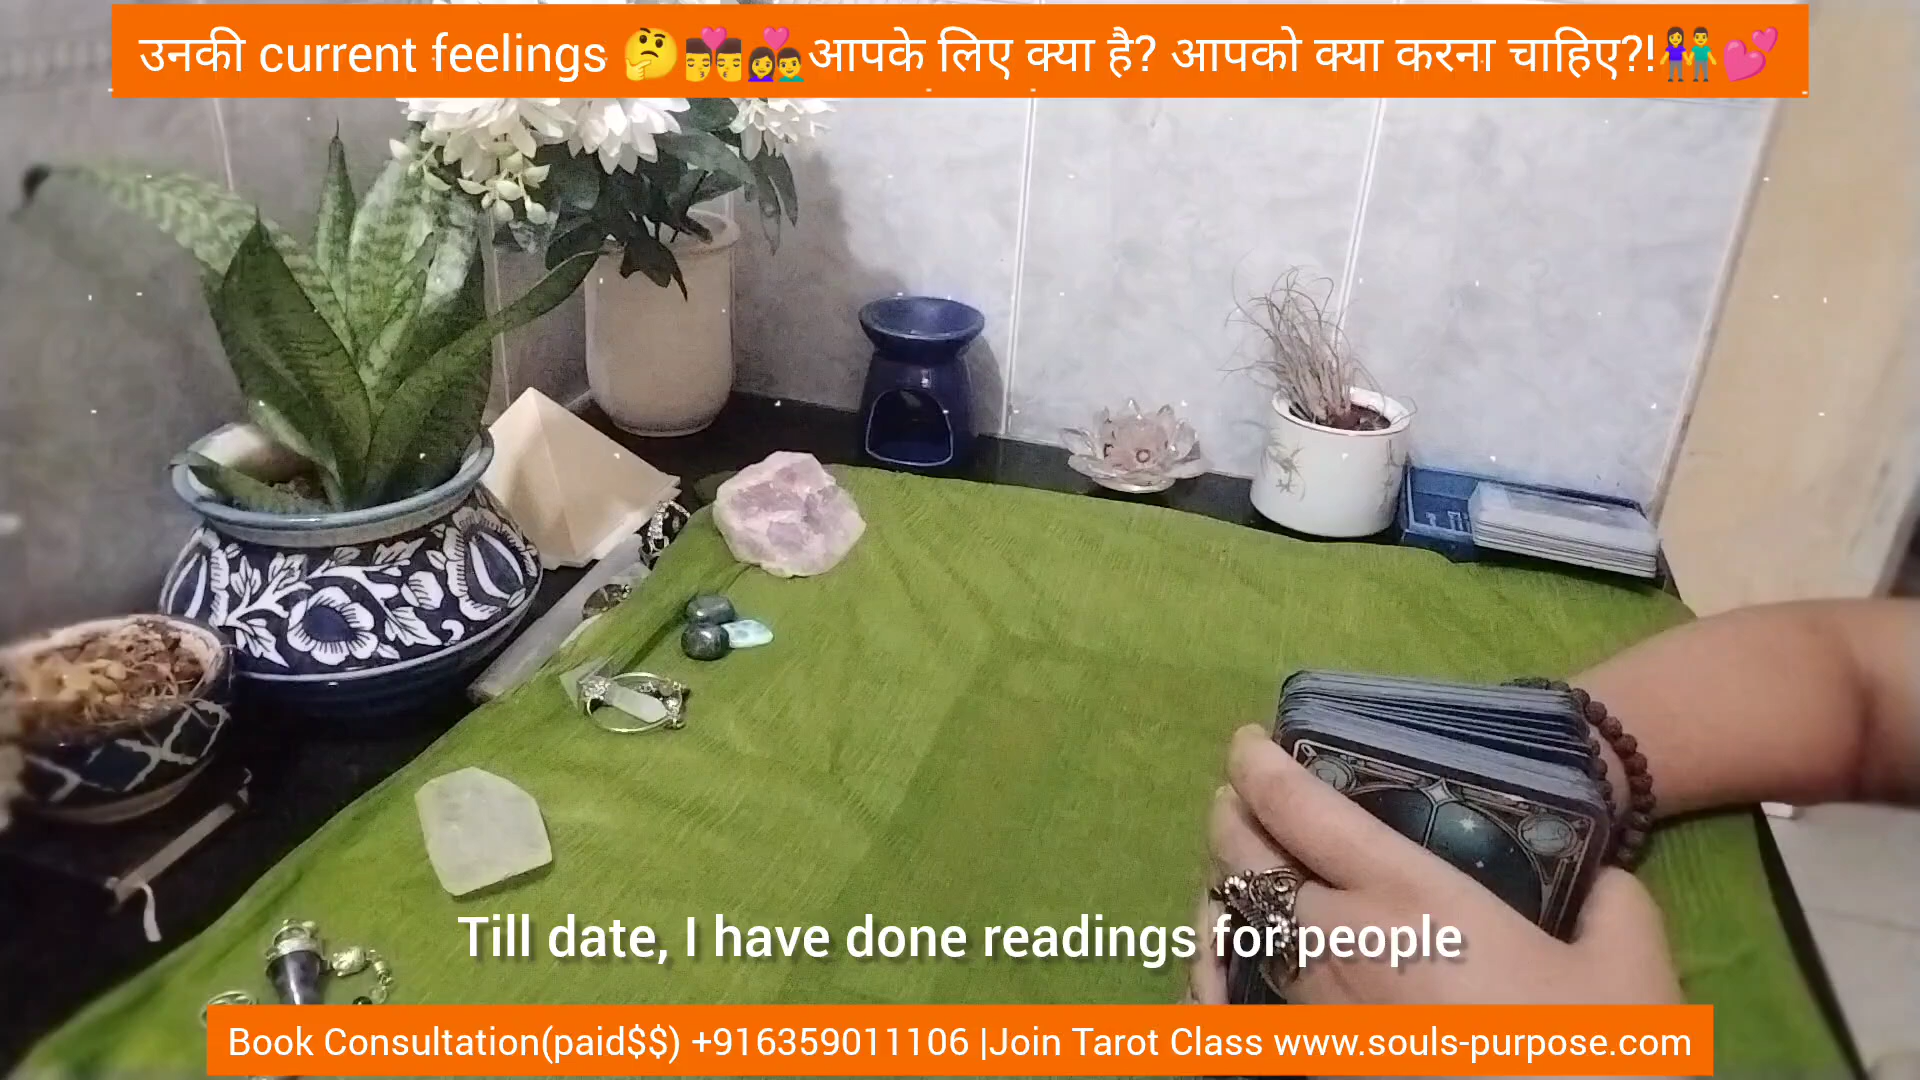 उनकी current feelings 🤔👨‍❤️‍💋‍👨👩‍❤️‍👨आपके लिए क्या है? आपको क्या करना चाहिए?!👫💕
Till date, I have done readings for people
Book Consultation(paid$$) +916359011106 |Join Tarot Class www.souls-purpose.com